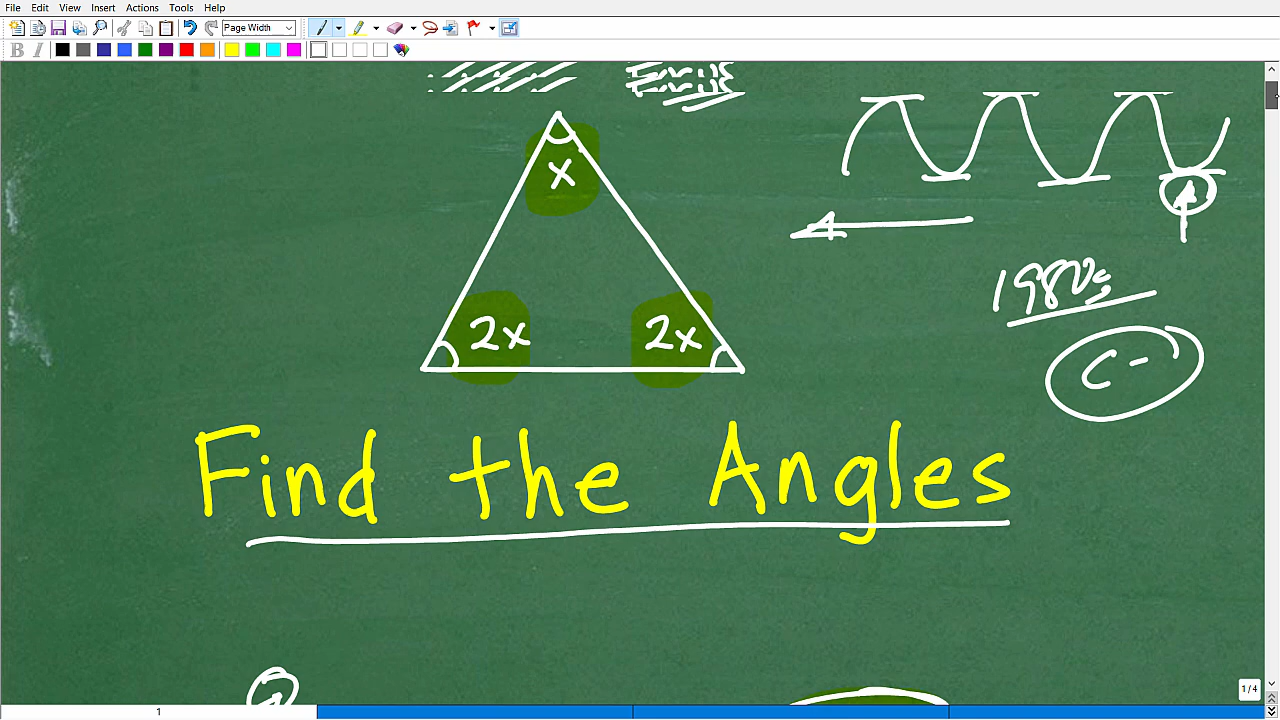 File Edit View Insert Actions Tools Help
Page Width
B I
x
2x 2x
1980s
C-
Find the Angles
1/4
1